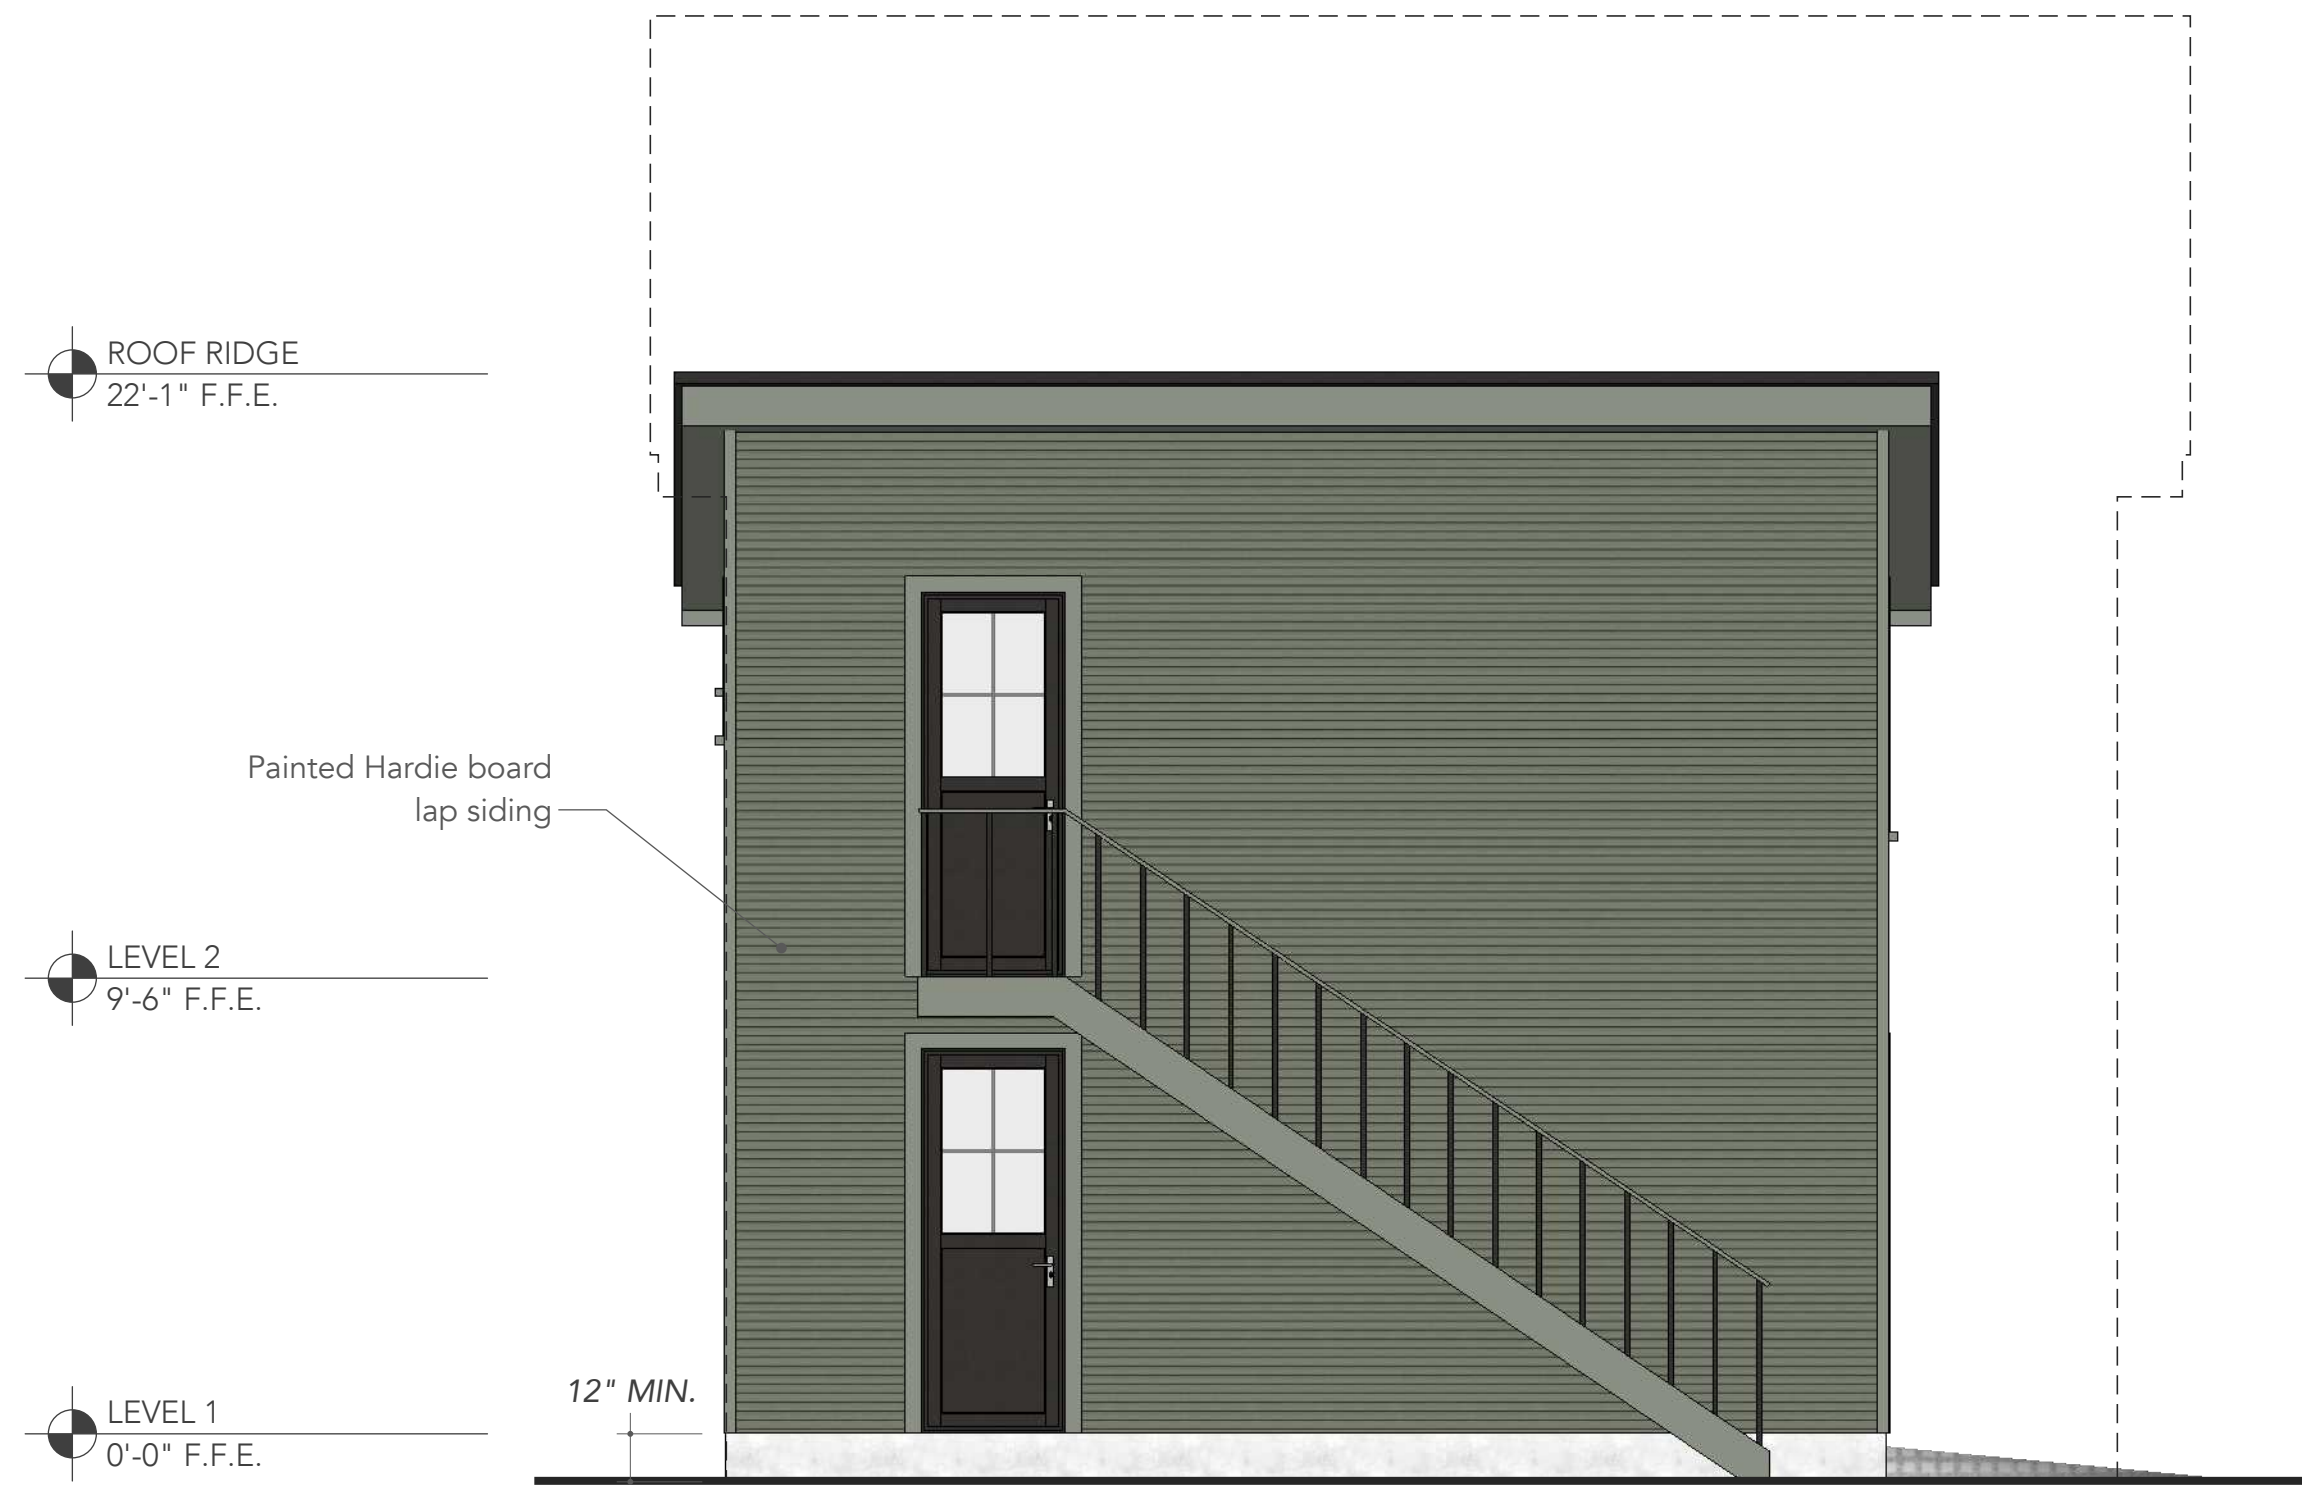 ROOF RIDGE
22'-1" F.F.E.
Painted Hardie board
lap siding
LEVEL 2
9'-6" F.F.E.
12" MIN.
LEVEL 1
0'-0" F.F.E.